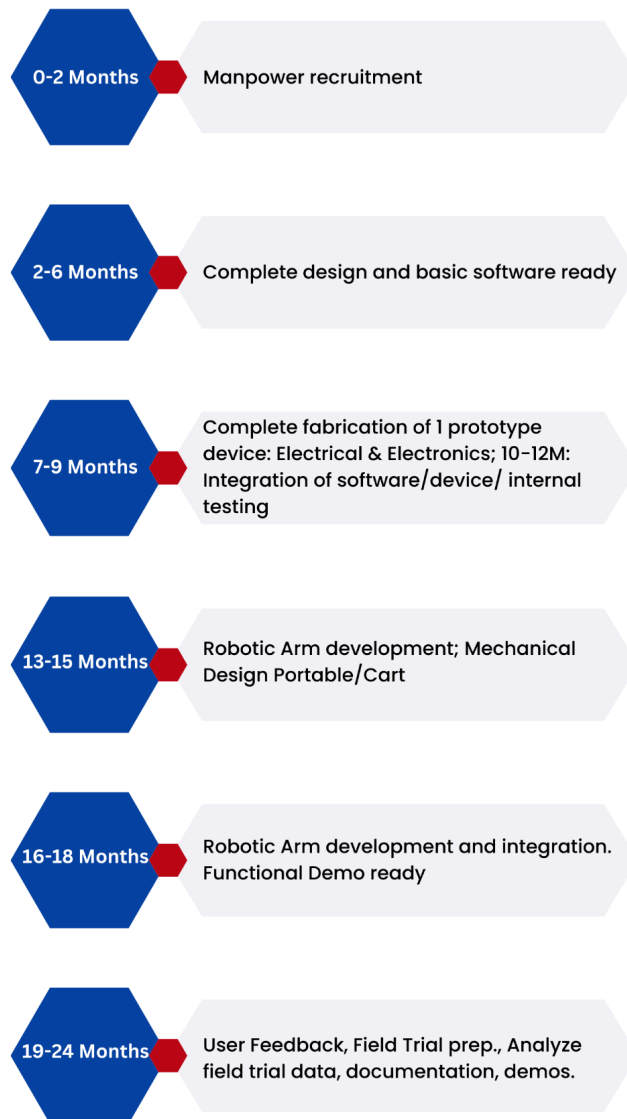 0-2 Months
Manpower recruitment
2-6 Months
Complete design and basic software ready
7-9 Months
Complete fabrication of 1 prototype
device: Electrical & Electronics; 10-12M:
Integration of software/device/ internal
testing
13-15 Months
Robotic Arm development; Mechanical
Design Portable/Cart
16-18 Months
Robotic Arm development and integration.
Functional Demo ready
19-24 Months
User Feedback, Field Trial prep., Analyze
field trial data, documentation, demos.